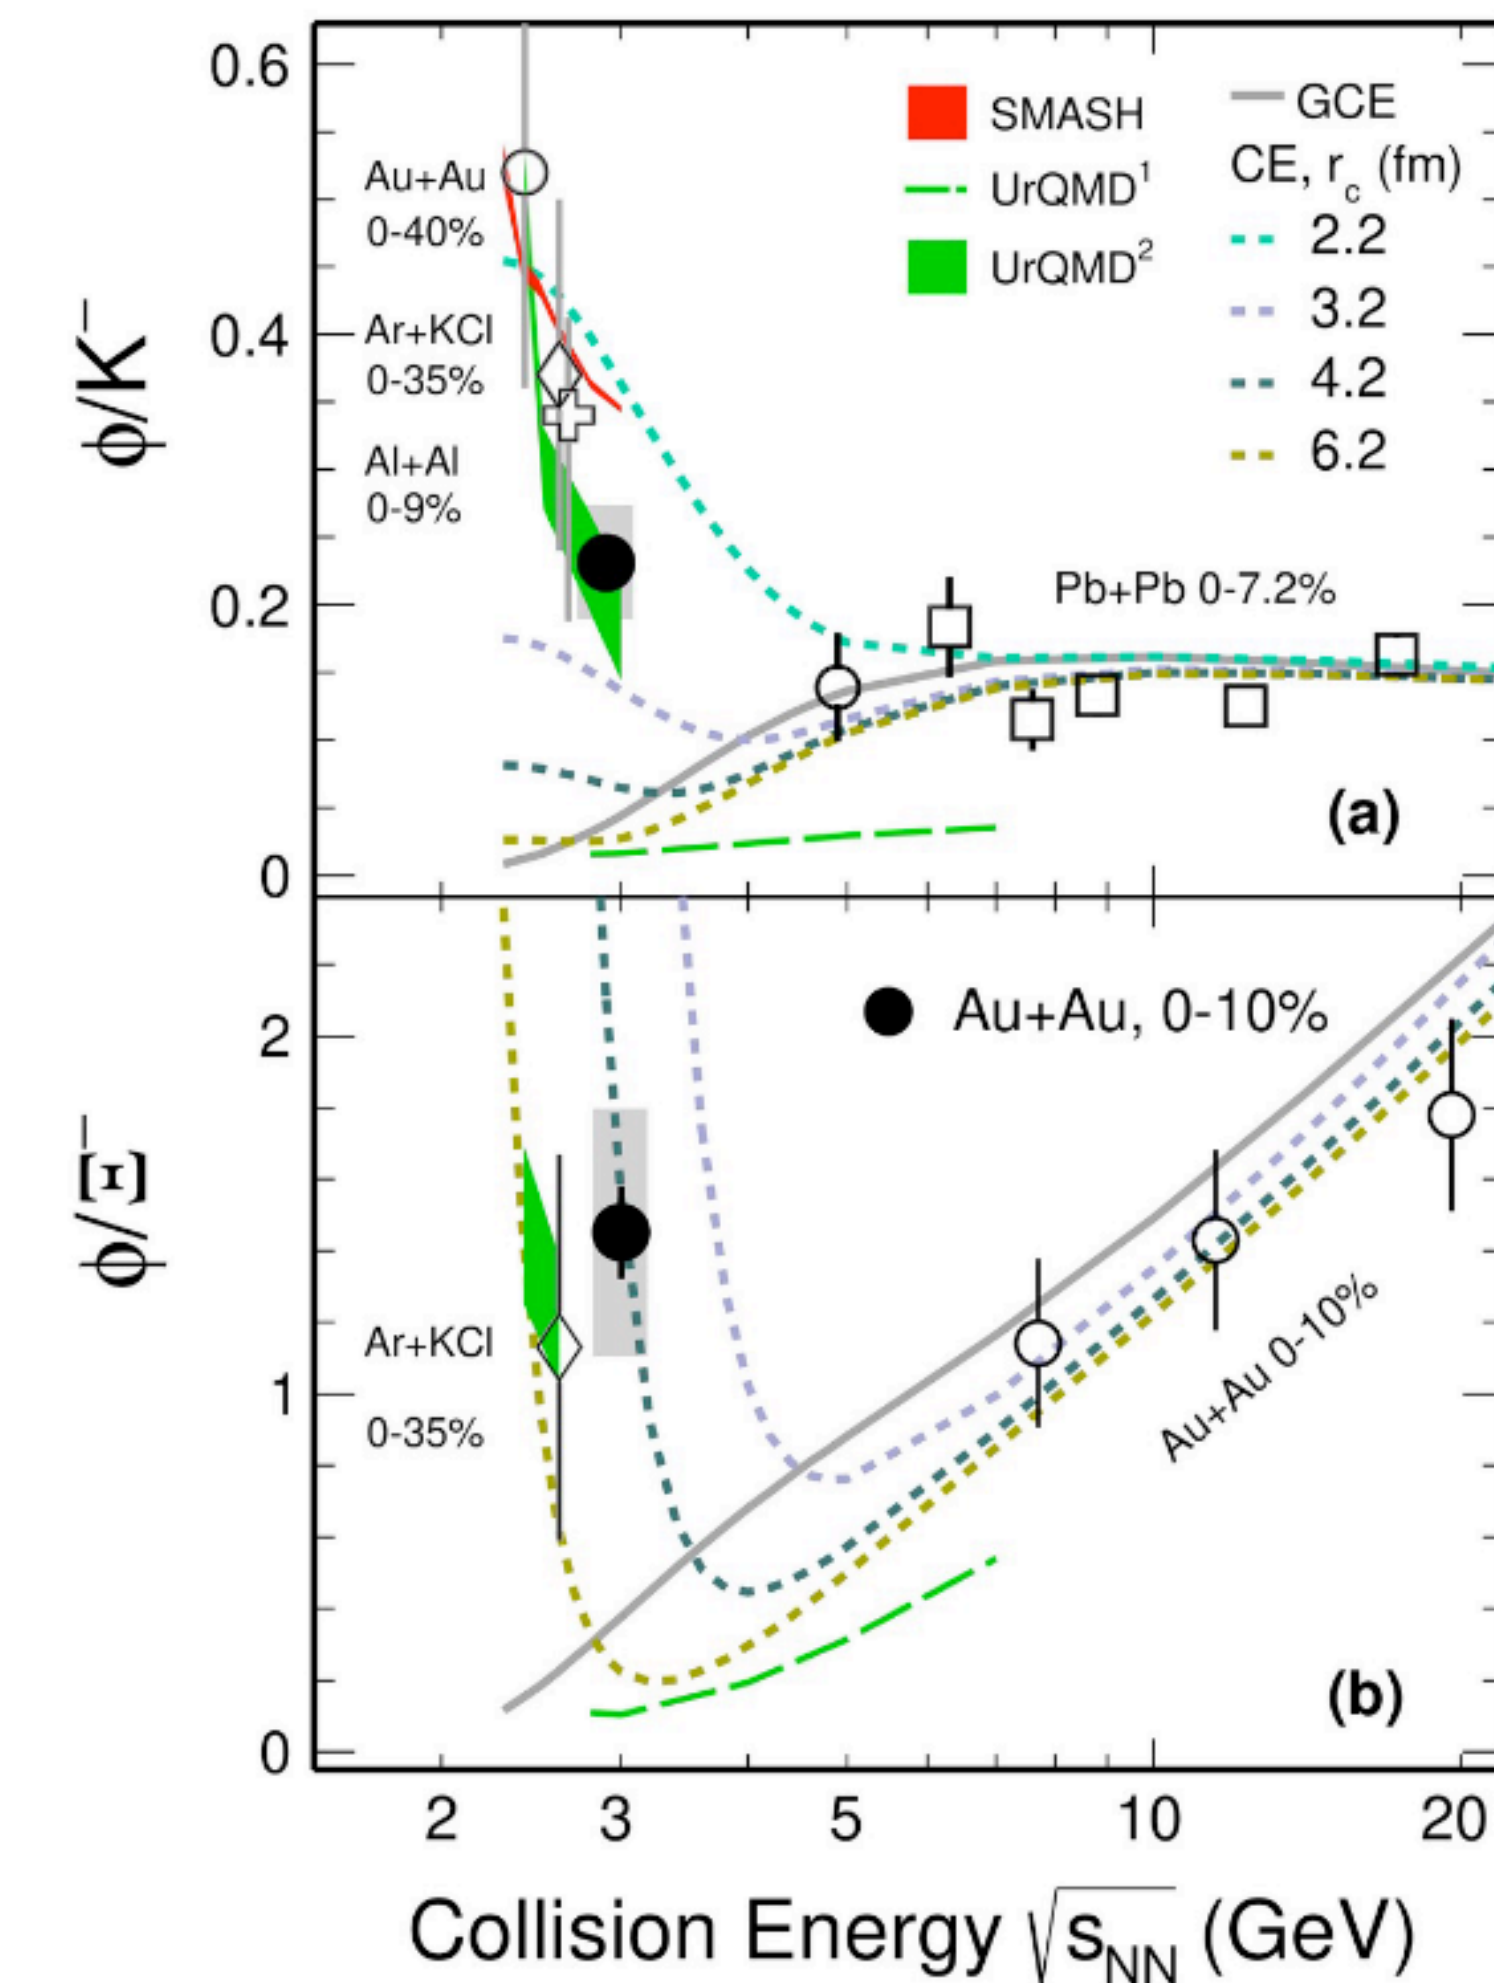 0.6
0.4
0.2
0
ϕ/K⁻
SMASH
UrQMD¹
UrQMD²
GCE
CE, r_c (fm)
2.2
3.2
4.2
6.2
Au+Au
0-40%
Ar+KCl
0-35%
Al+Al
0-9%
Pb+Pb 0-7.2%
(a)
2
1
0
ϕ/Ξ⁻
Au+Au, 0-10%
Ar+KCl
0-35%
Au+Au 0-10%
(b)
2 3 5 10 20
Collision Energy √s_NN (GeV)